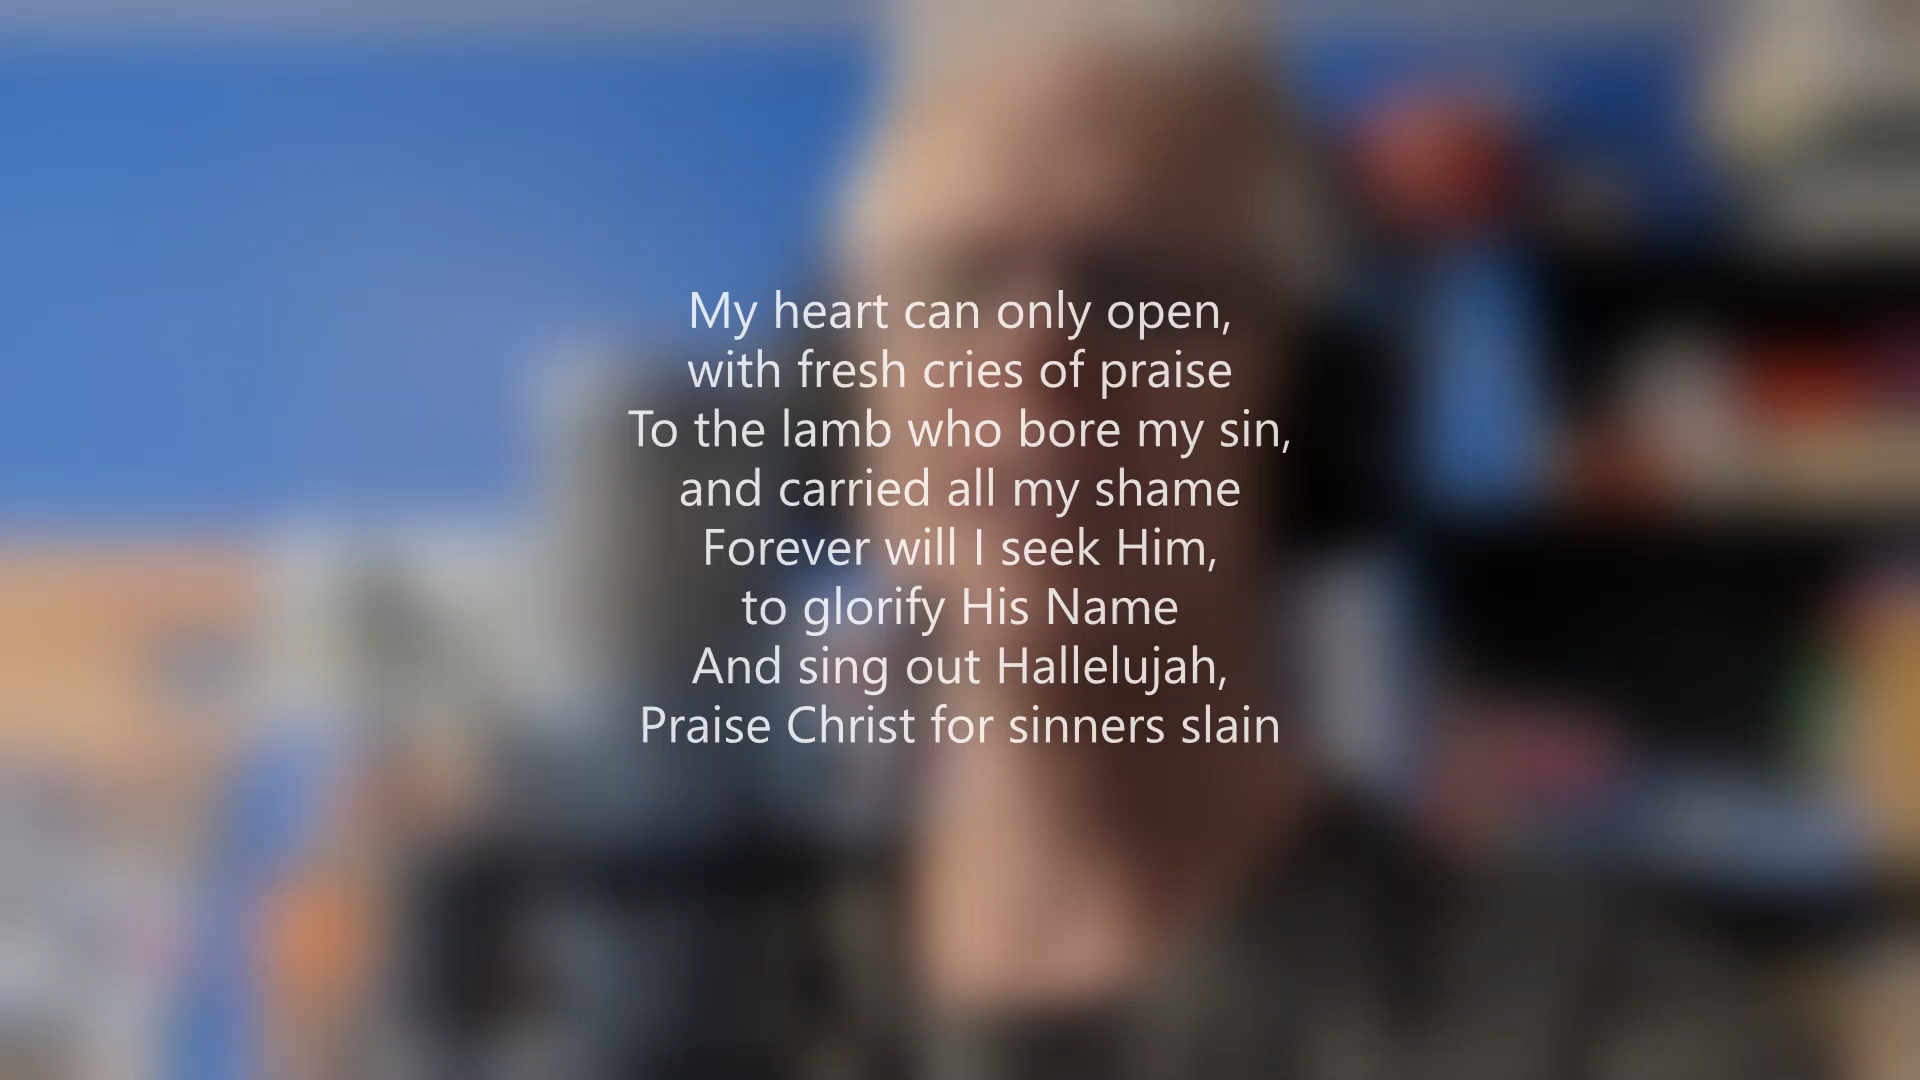 My heart can only open,
with fresh cries of praise
To the lamb who bore my sin,
and carried all my shame
Forever will I seek Him,
to glorify His Name
And sing out Hallelujah,
Praise Christ for sinners slain